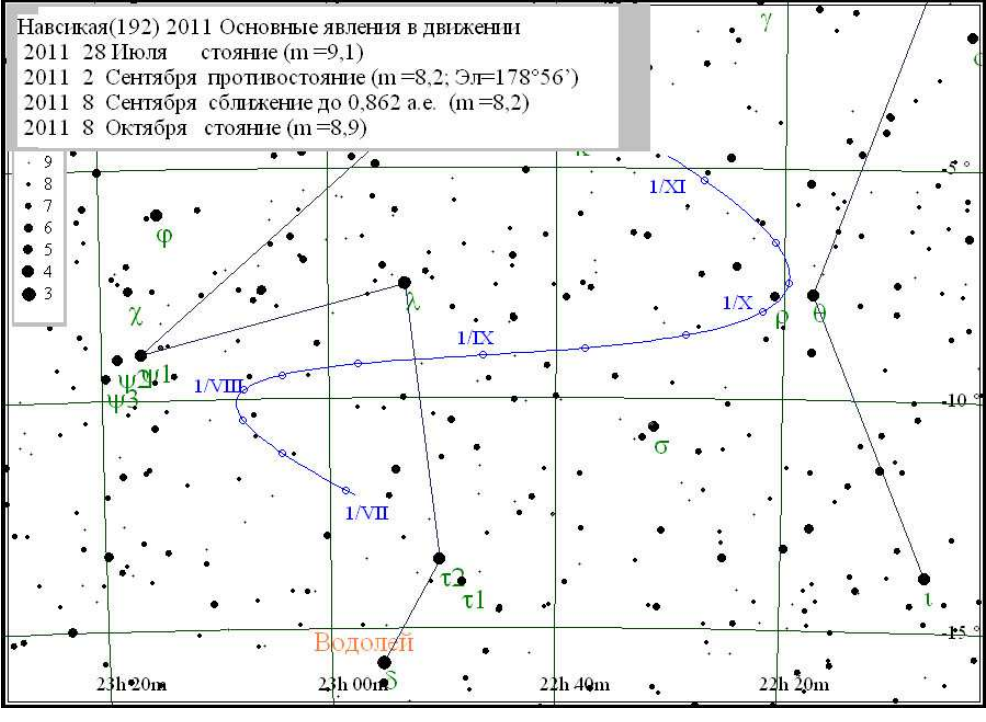 Навсикая(192) 2011 Основные явления в движении
2011 28 Июля стояние (m =9,1)
2011 2 Сентября противостояние (m =8,2; Эл=178°56’)
2011 8 Сентября сближение до 0,862 а.е. (m =8,2)
2011 8 Октября стояние (m =8,9)
γ
9
8
7
6
5
4
3
-5°
1/XI
φ
λ
χ
1/X
ρ
θ
1/IX
ψ2
ψ1
ψ3
1/VIII
-10°
σ
1/VII
τ2
τ1
ι
-15°
Водолей
δ
23h 20m
23h 00m
22h 40m
22h 20m